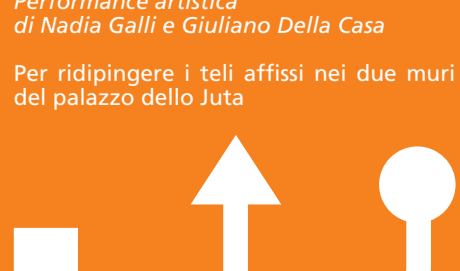 Performance artistica
di Nadia Galli e Giuliano Della Casa
Per ridipingere i teli affissi nei due muri
del palazzo dello Juta